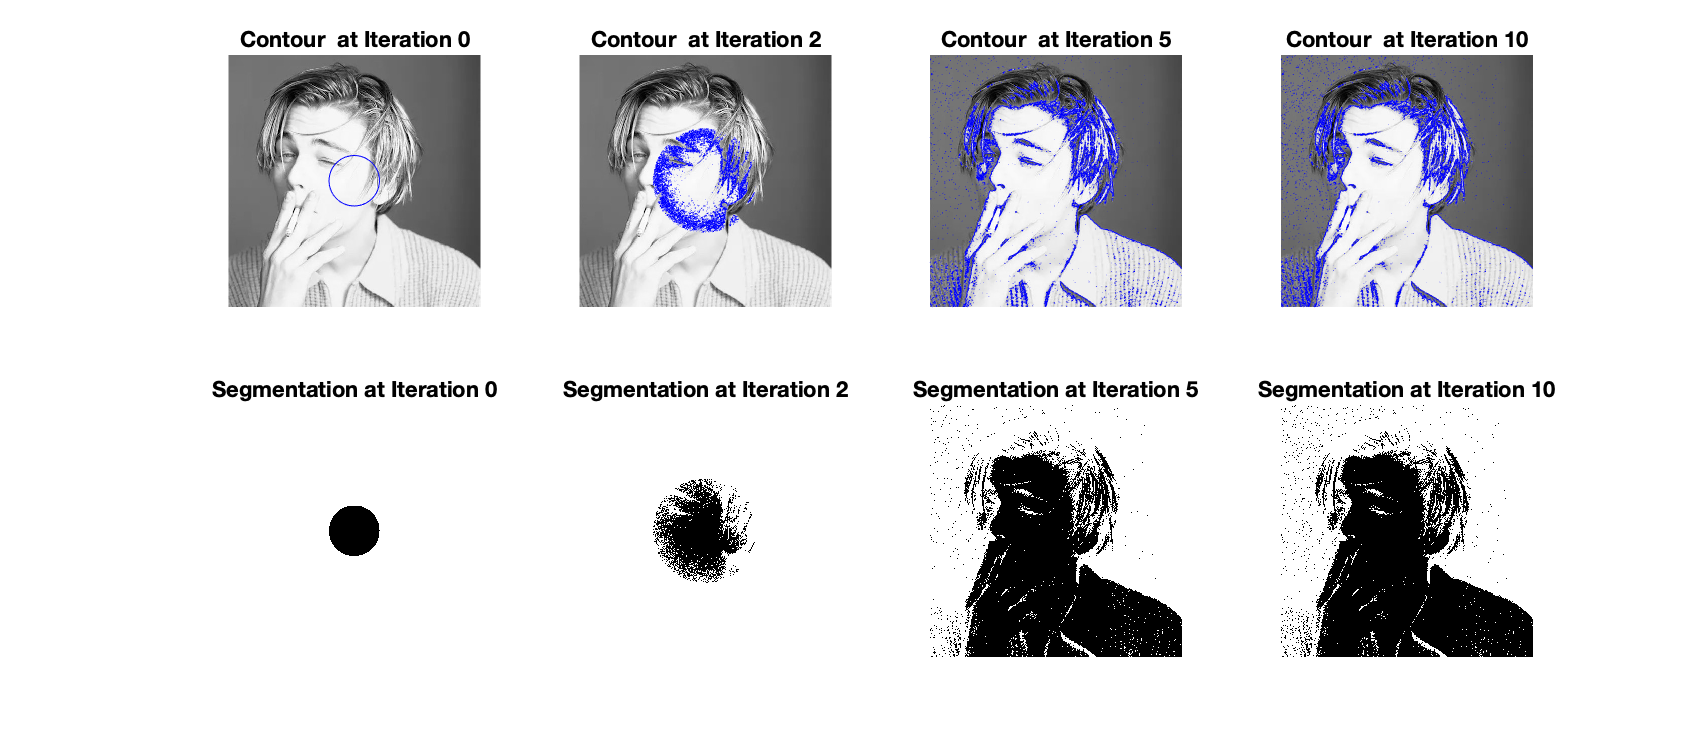 Contour  at Iteration 0
Contour  at Iteration 2
Contour  at Iteration 5
Contour  at Iteration 10
Segmentation at Iteration 0
Segmentation at Iteration 2
Segmentation at Iteration 5
Segmentation at Iteration 10